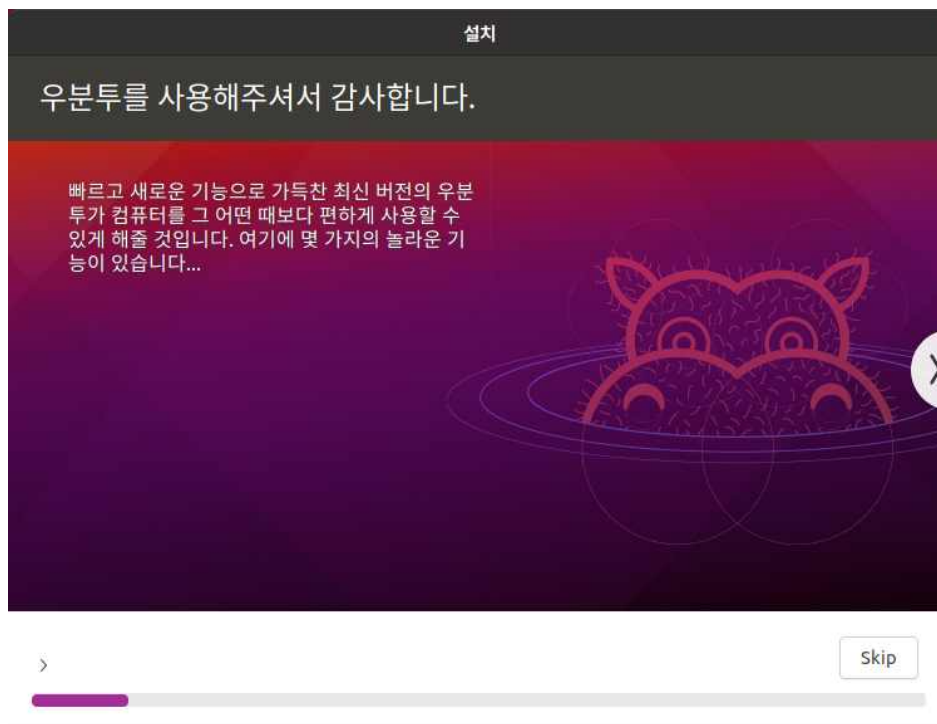 설치
우분투를 사용해주셔서 감사합니다.
빠르고 새로운 기능으로 가득찬 최신 버전의 우분
투가 컴퓨터를 그 어떤 때보다 편하게 사용할 수
있게 해줄 것입니다. 여기에 몇 가지의 놀라운 기
능이 있습니다...
Skip